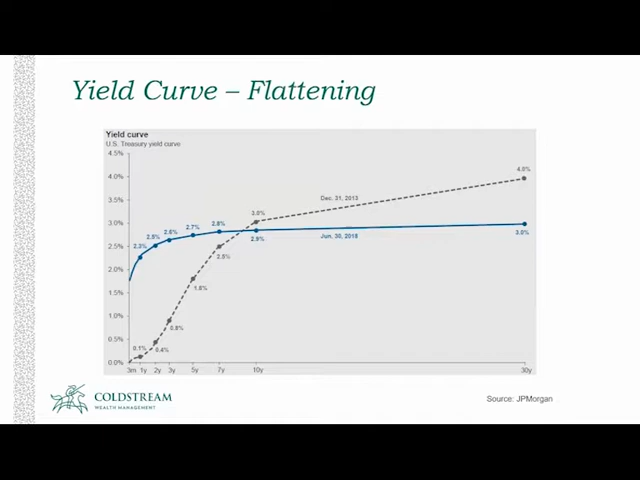 Yield Curve – Flattening
Yield curve
U.S. Treasury yield curve
4.5%
4.0%
3.5%
3.0%
2.5%
2.0%
1.5%
1.0%
0.5%
0.0%
4.0%
Dec. 31, 2013
3.0%
2.8%
2.7%
2.6%
2.5%
2.3%
2.9%
Jun. 30, 2018
3.0%
2.5%
1.8%
0.8%
0.1%
0.4%
3m 1y 2y 3y 5y 7y 10y 30y
COLDSTREAM
WEALTH MANAGEMENT
Source: JPMorgan